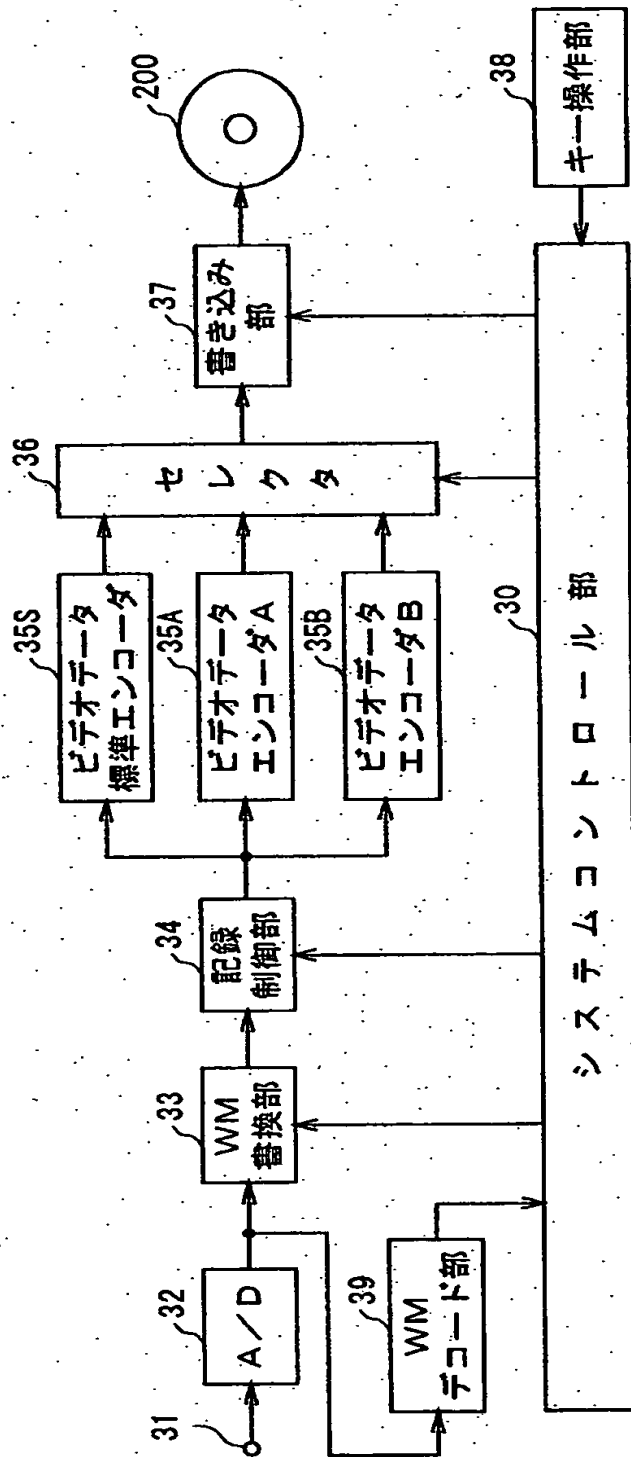 31
32
A/D
33
WM
書換部
34
記録
制御部
35S
ビデオデータ
標準エンコーダ
35A
ビデオデータ
エンコーダA
35B
ビデオデータ
エンコーダB
36
セレクタ
37
書き込み
部
200
39
WM
デコード部
30
システムコントロール部
38
キー操作部